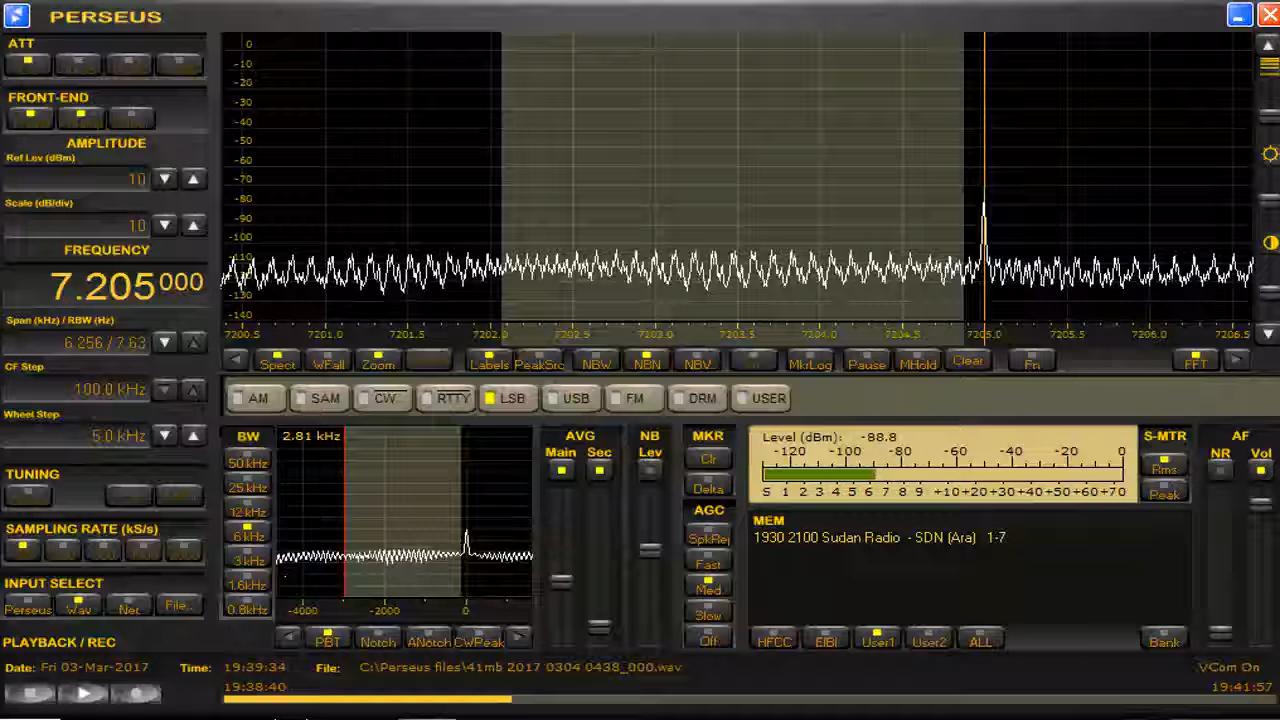 PERSEUS
ATT
FRONT-END
AMPLITUDE
Ref Lev (dBm)
10
Scale (dB/div)
10
FREQUENCY
7.205000
Span (kHz) / RBW (Hz)
6.256 / 7.63
CF Step
100.0 kHz
Wheel Step
5.0 kHz
TUNING
SAMPLING RATE (kS/s)
INPUT SELECT
Perseus Wav Net File..
0
-10
-20
-30
-40
-50
-60
-70
-80
-90
-100
-110
-120
-130
-140
7200.5 7201.0 7201.5 7202.0 7202.5 7203.0 7203.5 7204.0 7204.5 7205.0 7205.5 7206.0 7206.5
Spect WFall Zoom Labels PeakSrc NBW NBN NBV MkrLog Pause MHold Clear Fn FFT
AM SAM CW RTTY LSB USB FM DRM USER
BW
50 kHz
25 kHz
12 kHz
6 kHz
3 kHz
1.6kHz
0.8kHz
2.81 kHz
-4000 -2000 0
PBT Notch ANotch CWPeak
AVG
Main Sec
NB
Lev
MKR
Clr
Delta
AGC
SpkRej
Fast
Med
Slow
Off
Level (dBm): -88.8
-120 -100 -80 -60 -40 -20 0
S 1 2 3 4 5 6 7 8 9 +10+20+30+40+50+60+70
S-MTR
Rms
Peak
AF
NR Vol
MEM
1930 2100 Sudan Radio - SDN (Ara) 1-7
HFCC EIBI User1 User2 ALL Bank
PLAYBACK / REC
Date: Fri 03-Mar-2017 Time: 19:39:34 File: C:\Perseus files\41mb 2017 0304 0438_000.wav VCom On
19:38:40 19:41:57